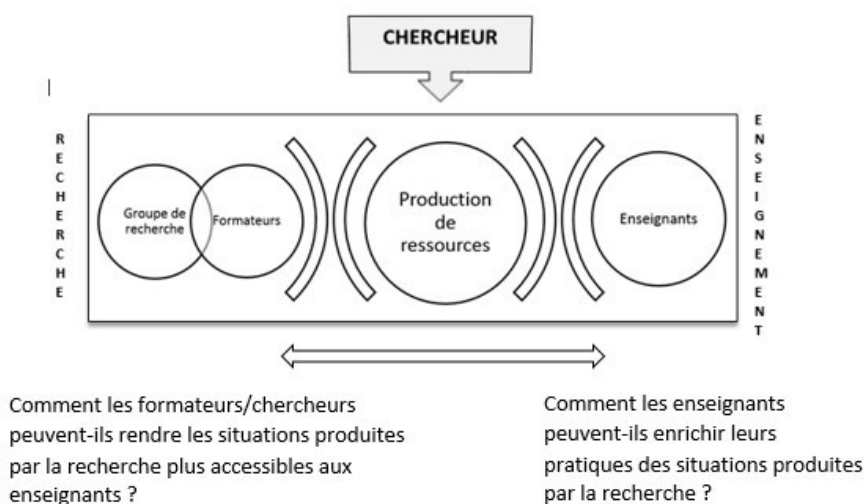 CHERCHEUR
RECHERCHE
Groupe de
recherche
Formateurs
Production
de
ressources
Enseignants
ENSEIGNEMENT
Comment les formateurs/chercheurs
peuvent-ils rendre les situations produites
par la recherche plus accessibles aux
enseignants ?
Comment les enseignants
peuvent-ils enrichir leurs
pratiques des situations produites
par la recherche ?